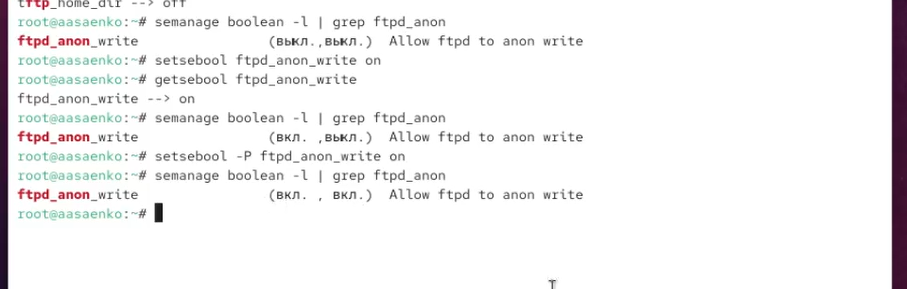 tftp_home_dir --> off
root@aasaenko:~# semanage boolean -l | grep ftpd_anon
ftpd_anon_write                (выкл.,выкл.)  Allow ftpd to anon write
root@aasaenko:~# setsebool ftpd_anon_write on
root@aasaenko:~# getsebool ftpd_anon_write
ftpd_anon_write --> on
root@aasaenko:~# semanage boolean -l | grep ftpd_anon
ftpd_anon_write                (вкл. ,выкл.)  Allow ftpd to anon write
root@aasaenko:~# setsebool -P ftpd_anon_write on
root@aasaenko:~# semanage boolean -l | grep ftpd_anon
ftpd_anon_write                (вкл. , вкл.)  Allow ftpd to anon write
root@aasaenko:~#